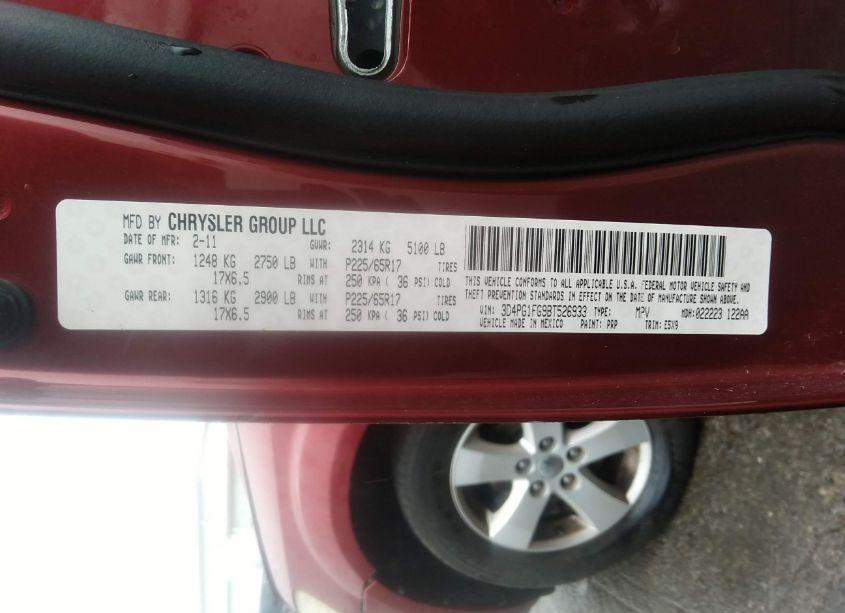 MFD BY CHRYSLER GROUP LLC
DATE OF MFR: 2-11 GVWR: 2314 KG 5100 LB
GAWR FRONT: 1248 KG 2750 LB WITH P225/65R17 TIRES
17X6.5 RIMS AT 250 KPA ( 36 PSI) COLD
GAWR REAR: 1316 KG 2900 LB WITH P225/65R17 TIRES
17X6.5 RIMS AT 250 KPA ( 36 PSI) COLD
THIS VEHICLE CONFORMS TO ALL APPLICABLE U.S.A. FEDERAL MOTOR VEHICLE SAFETY AND
THEFT PREVENTION STANDARDS IN EFFECT ON THE DATE OF MANUFACTURE SHOWN ABOVE.
VIN: 3D4PG1FG9BT526933 TYPE: MPV MDH: 022223 122AA
VEHICLE MADE IN MEXICO PAINT: PRP TRIM: E5X9